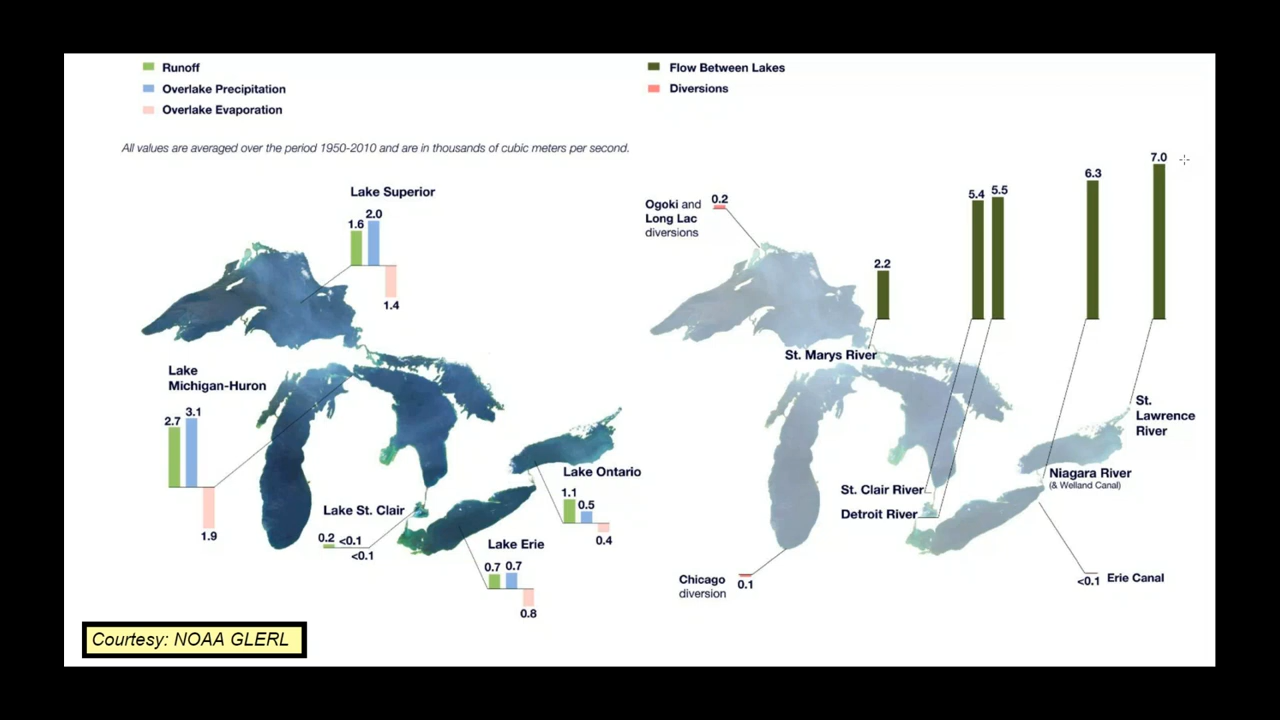 Runoff
Overlake Precipitation
Overlake Evaporation
All values are averaged over the period 1950-2010 and are in thousands of cubic meters per second.
Lake Superior
1.6
2.0
1.4
Lake
Michigan-Huron
2.7
3.1
1.9
Lake St. Clair
0.2
<0.1
<0.1
Lake Ontario
1.1
0.5
0.4
Lake Erie
0.7
0.7
0.8
Courtesy: NOAA GLERL
Flow Between Lakes
Diversions
Ogoki and
Long Lac
diversions
0.2
2.2
5.4
5.5
6.3
7.0
St. Marys River
St.
Lawrence
River
Niagara River
(& Welland Canal)
St. Clair River
Detroit River
Chicago
diversion
0.1
<0.1
Erie Canal